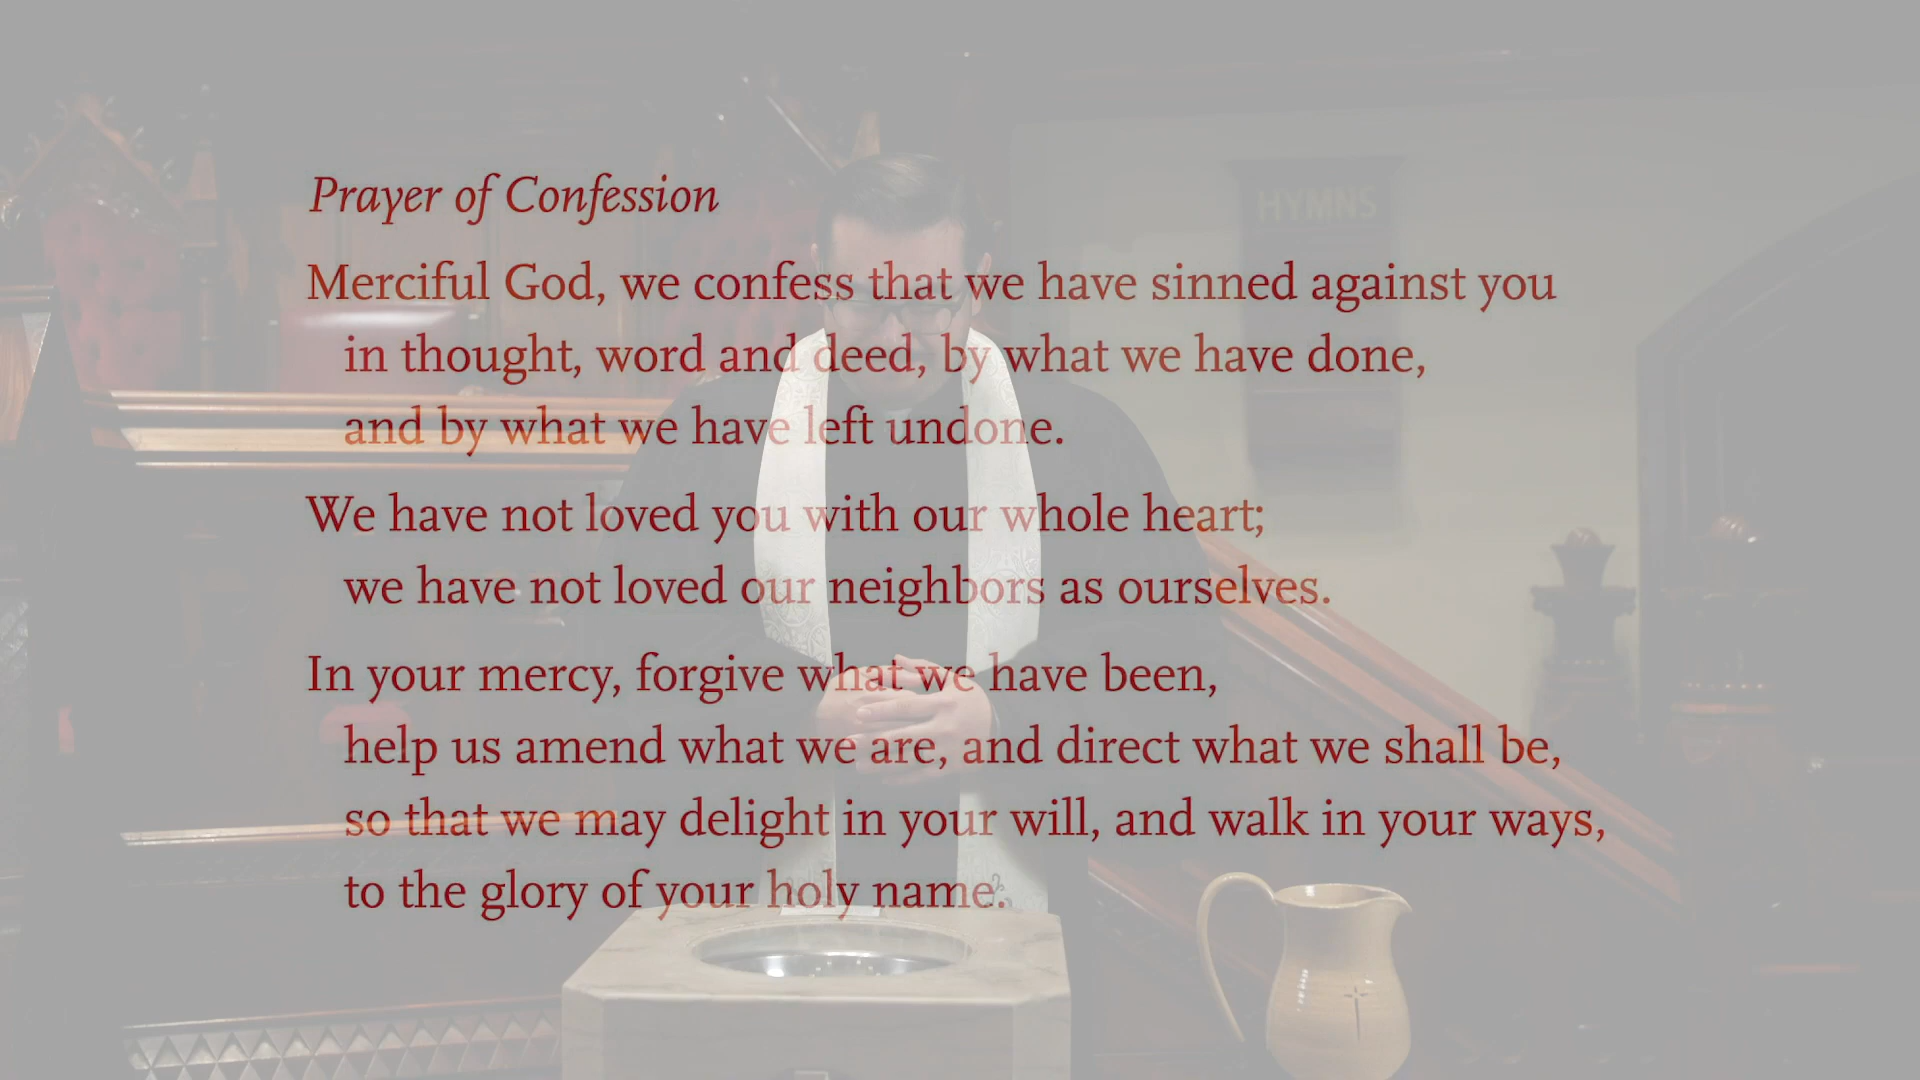 HYMNS
Prayer of Confession
Merciful God, we confess that we have sinned against you
in thought, word and deed, by what we have done,
and by what we have left undone.
We have not loved you with our whole heart;
we have not loved our neighbors as ourselves.
In your mercy, forgive what we have been,
help us amend what we are, and direct what we shall be,
so that we may delight in your will, and walk in your ways,
to the glory of your holy name.